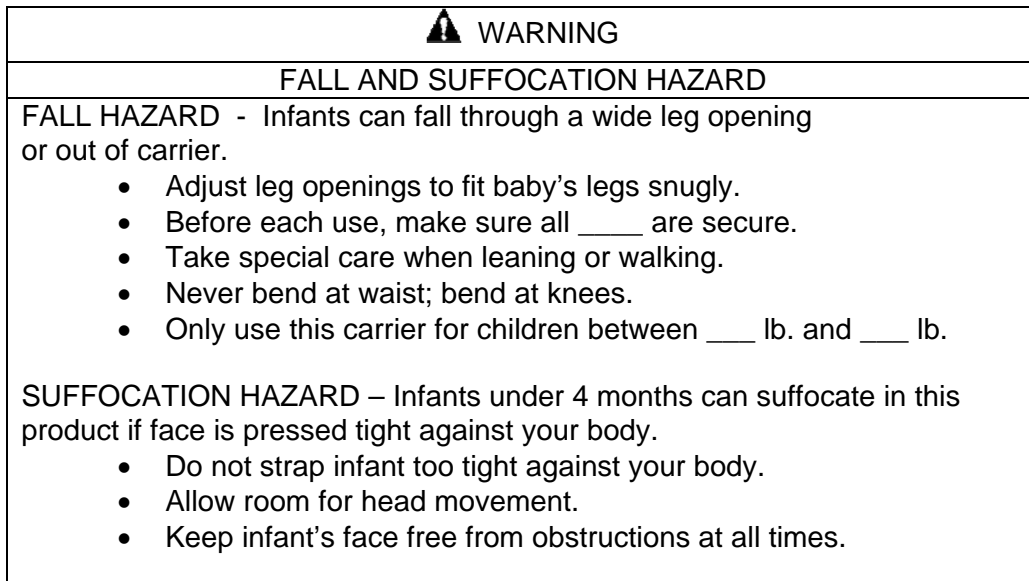 WARNING
FALL AND SUFFOCATION HAZARD
FALL HAZARD - Infants can fall through a wide leg opening
or out of carrier.
• Adjust leg openings to fit baby’s legs snugly.
• Before each use, make sure all ____ are secure.
• Take special care when leaning or walking.
• Never bend at waist; bend at knees.
• Only use this carrier for children between ___ lb. and ___ lb.
SUFFOCATION HAZARD – Infants under 4 months can suffocate in this
product if face is pressed tight against your body.
• Do not strap infant too tight against your body.
• Allow room for head movement.
• Keep infant’s face free from obstructions at all times.